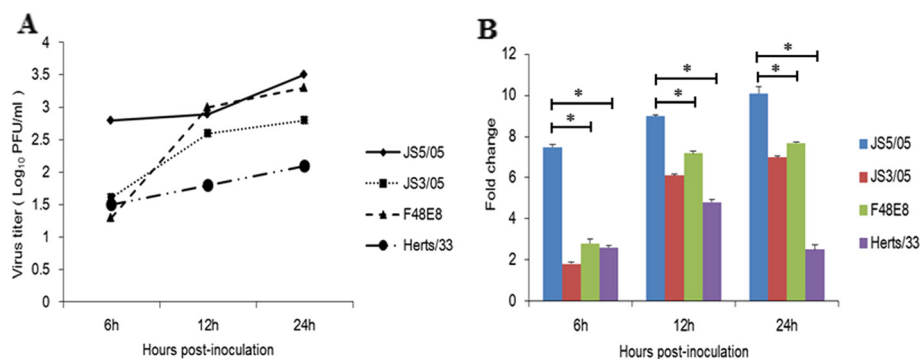 A
Virus titer ( Log10 PFU/ml )
4
3.5
3
2.5
2
1.5
1
0.5
0
6h
12h
24h
Hours post-inoculation
JS5/05
JS3/05
F48E8
Herts/33
B
Fold change
12
10
8
6
4
2
0
*
*
*
*
*
*
6h
12h
24h
Hours post-inoculation
JS5/05
JS3/05
F48E8
Herts/33